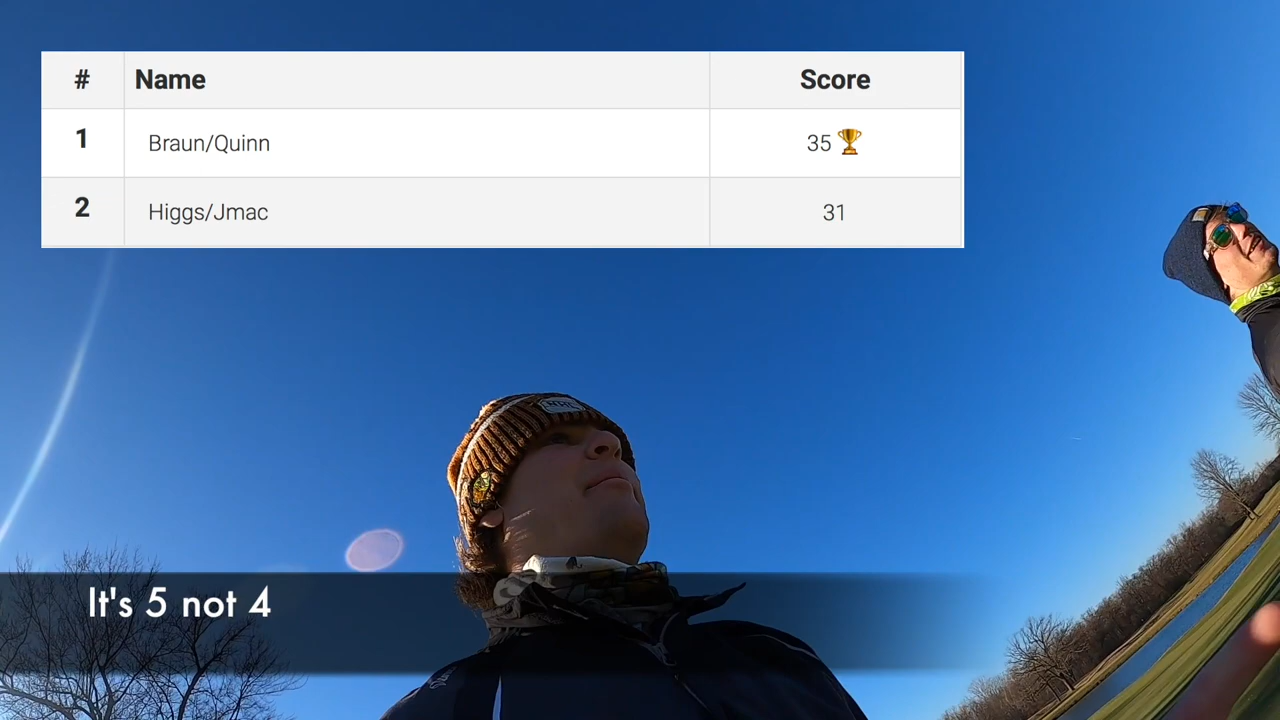 # Name Score
1 Braun/Quinn 35 🏆
2 Higgs/Jmac 31
It's 5 not 4